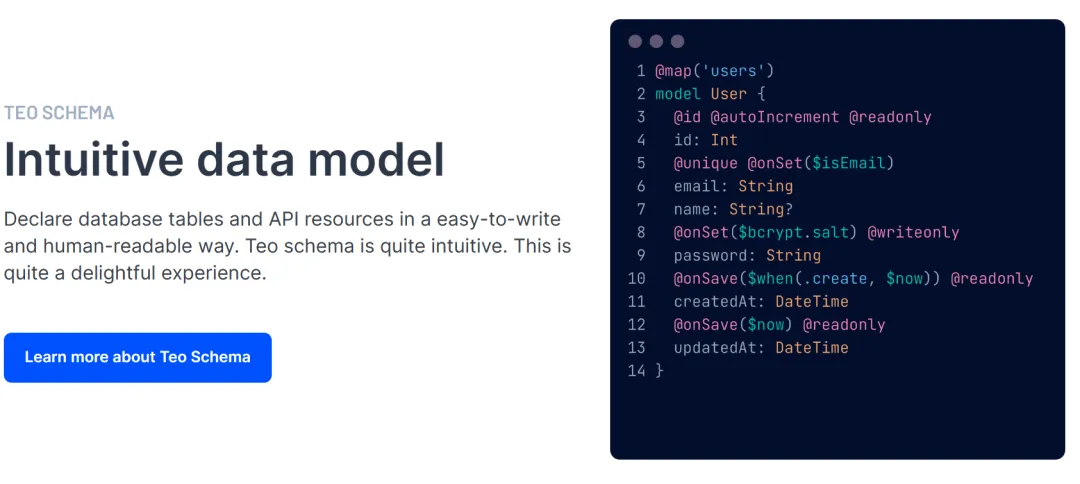 TEO SCHEMA
Intuitive data model
Declare database tables and API resources in a easy-to-write
and human-readable way. Teo schema is quite intuitive. This is
quite a delightful experience.
Learn more about Teo Schema
1 @map('users')
2 model User {
3   @id @autoIncrement @readonly
4   id: Int
5   @unique @onSet($isEmail)
6   email: String
7   name: String?
8   @onSet($bcrypt.salt) @writeonly
9   password: String
10   @onSave($when(.create, $now)) @readonly
11   createdAt: DateTime
12   @onSave($now) @readonly
13   updatedAt: DateTime
14 }